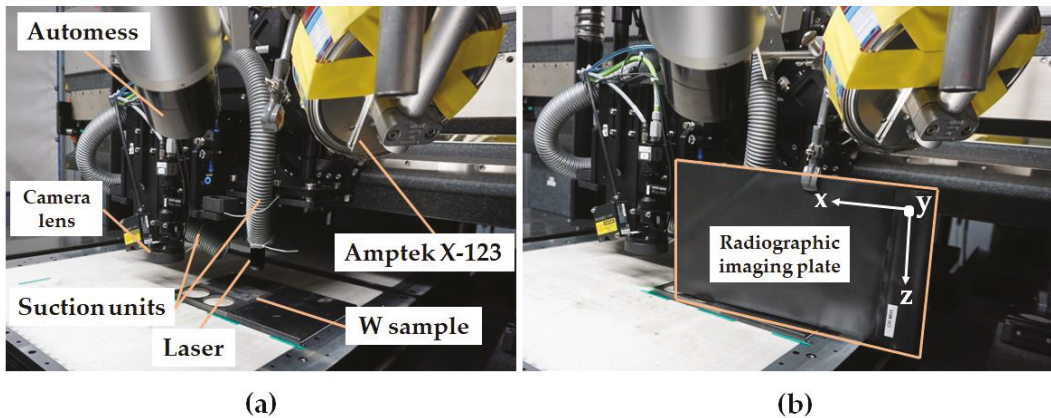 Automess
Camera
lens
Suction units
Laser
Amptek X-123
W sample
x
y
z
Radiographic
imaging plate
(a)
(b)